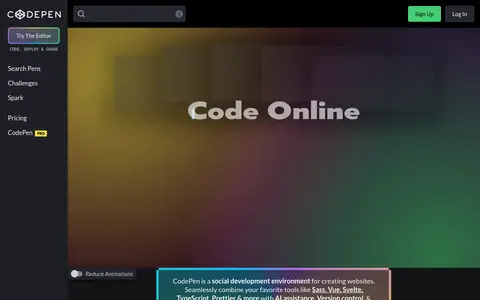 CODEPEN
Sign Up
Log In
Try The Editor
CODE, DEPLOY & SHARE
Search Pens
Challenges
Spark
Pricing
CodePen PRO
Code Online
Reduce Animations
CodePen is a social development environment for creating websites.
Seamlessly combine your favorite tools like Sass, Vue, Svelte,
TypeScript, Prettier & more with AI assistance, Version control, &